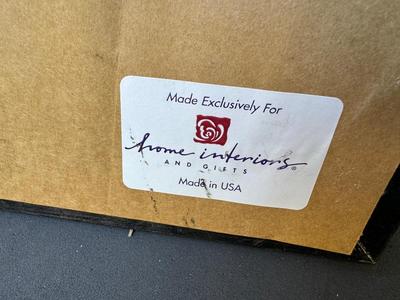 Made Exclusively For
home interiors®
AND GIFTS
Made in USA